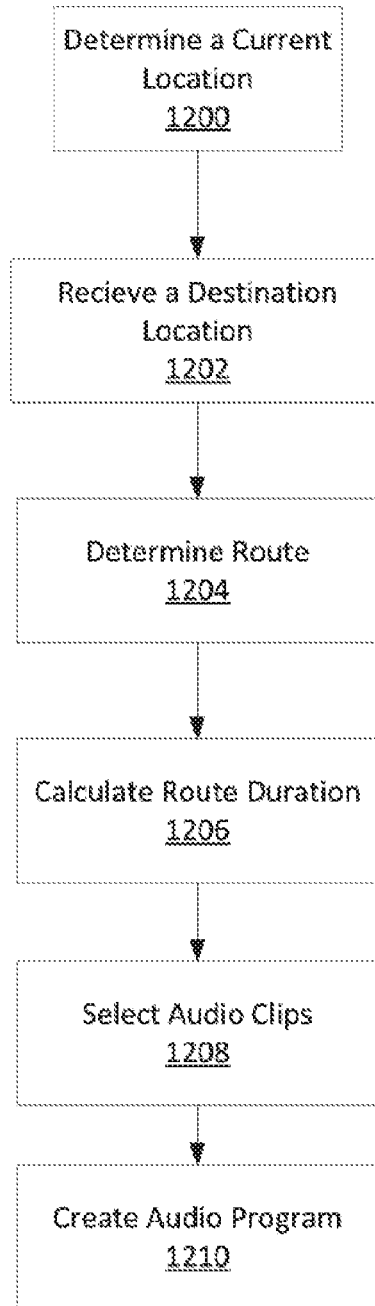 Determine a Current
Location
1200
Recieve a Destination
Location
1202
Determine Route
1204
Calculate Route Duration
1206
Select Audio Clips
1208
Create Audio Program
1210